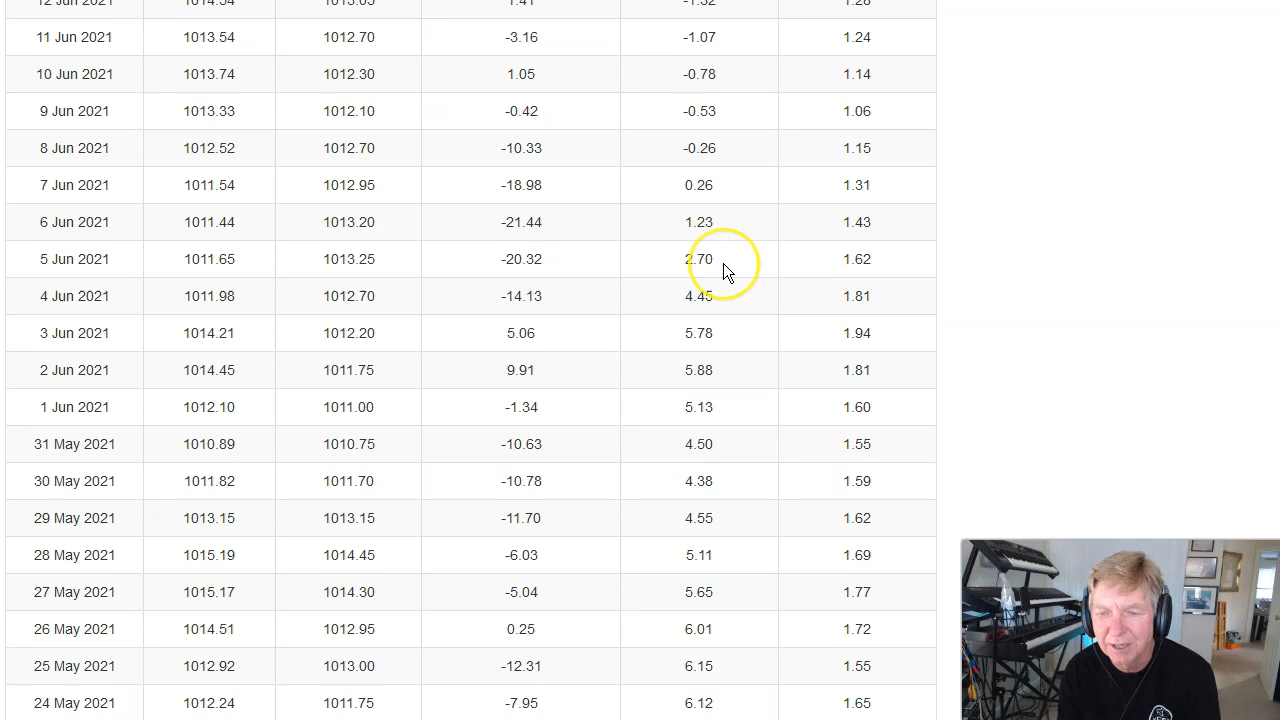 12 Jun 2021 1014.54 1013.05 1.41 -1.32 1.28
11 Jun 2021 1013.54 1012.70 -3.16 -1.07 1.24
10 Jun 2021 1013.74 1012.30 1.05 -0.78 1.14
9 Jun 2021 1013.33 1012.10 -0.42 -0.53 1.06
8 Jun 2021 1012.52 1012.70 -10.33 -0.26 1.15
7 Jun 2021 1011.54 1012.95 -18.98 0.26 1.31
6 Jun 2021 1011.44 1013.20 -21.44 1.23 1.43
5 Jun 2021 1011.65 1013.25 -20.32 2.70 1.62
4 Jun 2021 1011.98 1012.70 -14.13 4.45 1.81
3 Jun 2021 1014.21 1012.20 5.06 5.78 1.94
2 Jun 2021 1014.45 1011.75 9.91 5.88 1.81
1 Jun 2021 1012.10 1011.00 -1.34 5.13 1.60
31 May 2021 1010.89 1010.75 -10.63 4.50 1.55
30 May 2021 1011.82 1011.70 -10.78 4.38 1.59
29 May 2021 1013.15 1013.15 -11.70 4.55 1.62
28 May 2021 1015.19 1014.45 -6.03 5.11 1.69
27 May 2021 1015.17 1014.30 -5.04 5.65 1.77
26 May 2021 1014.51 1012.95 0.25 6.01 1.72
25 May 2021 1012.92 1013.00 -12.31 6.15 1.55
24 May 2021 1012.24 1011.75 -7.95 6.12 1.65